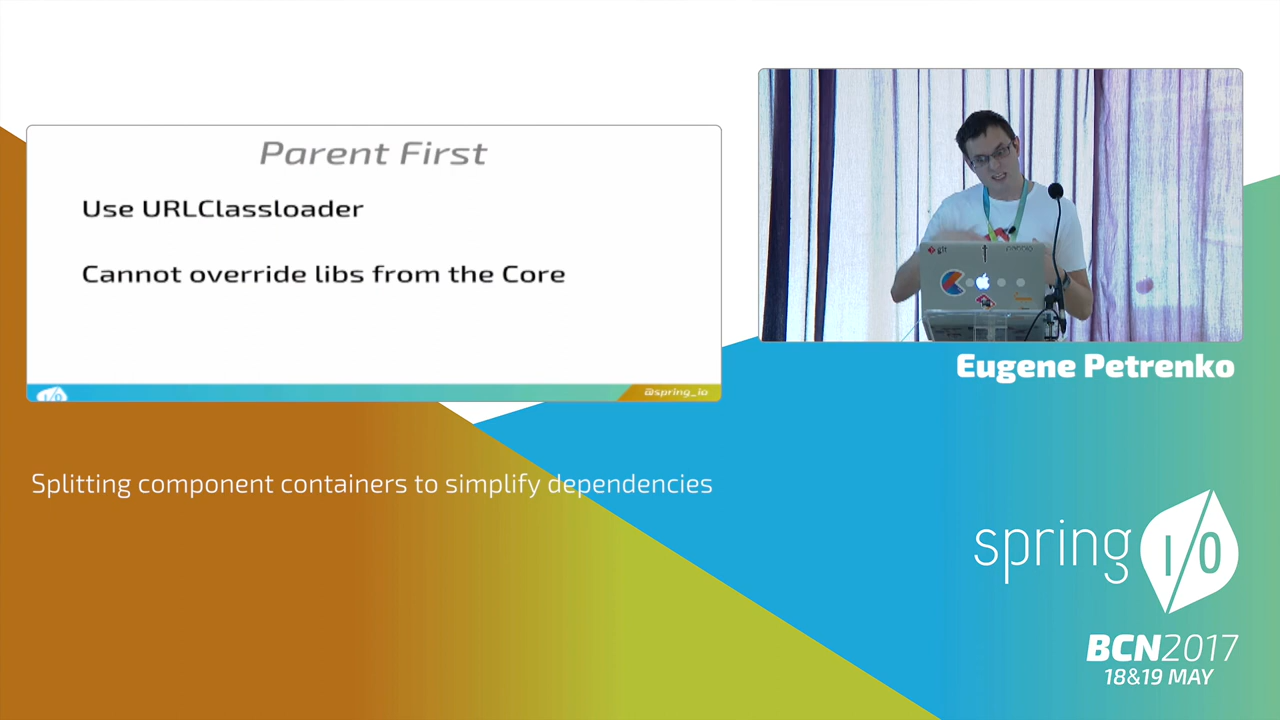 Parent First
Use URLClassloader
Cannot override libs from the Core
I/O
@spring_io
git
Eugene Petrenko
Splitting component containers to simplify dependencies
spring I/O
BCN2017
18&19 MAY